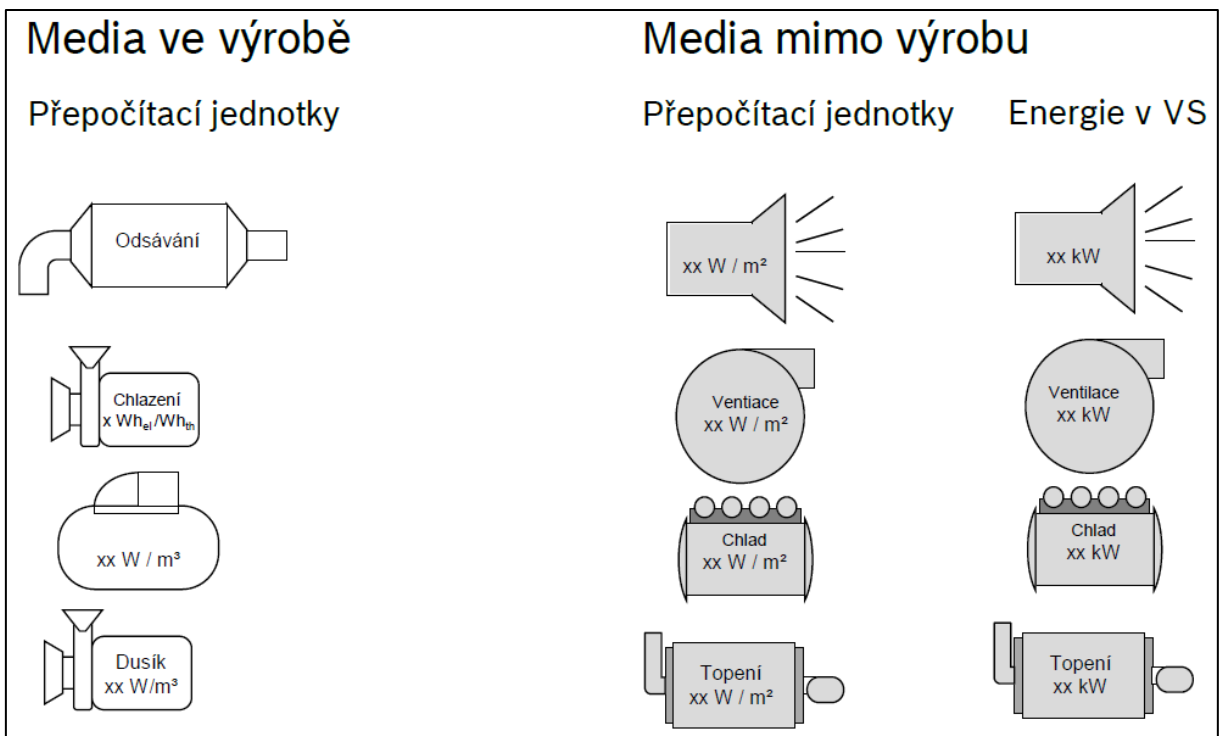 Media ve výrobě
Přepočítací jednotky
Odsávání
Chlazení
x Whel/Whth
xx W / m³
Dusík
xx W/m³
Media mimo výrobu
Přepočítací jednotky
Energie v VS
xx W / m²
xx kW
Ventiace
xx W / m²
Ventilace
xx kW
Chlad
xx W / m²
Chlad
xx kW
Topení
xx W / m²
Topení
xx kW